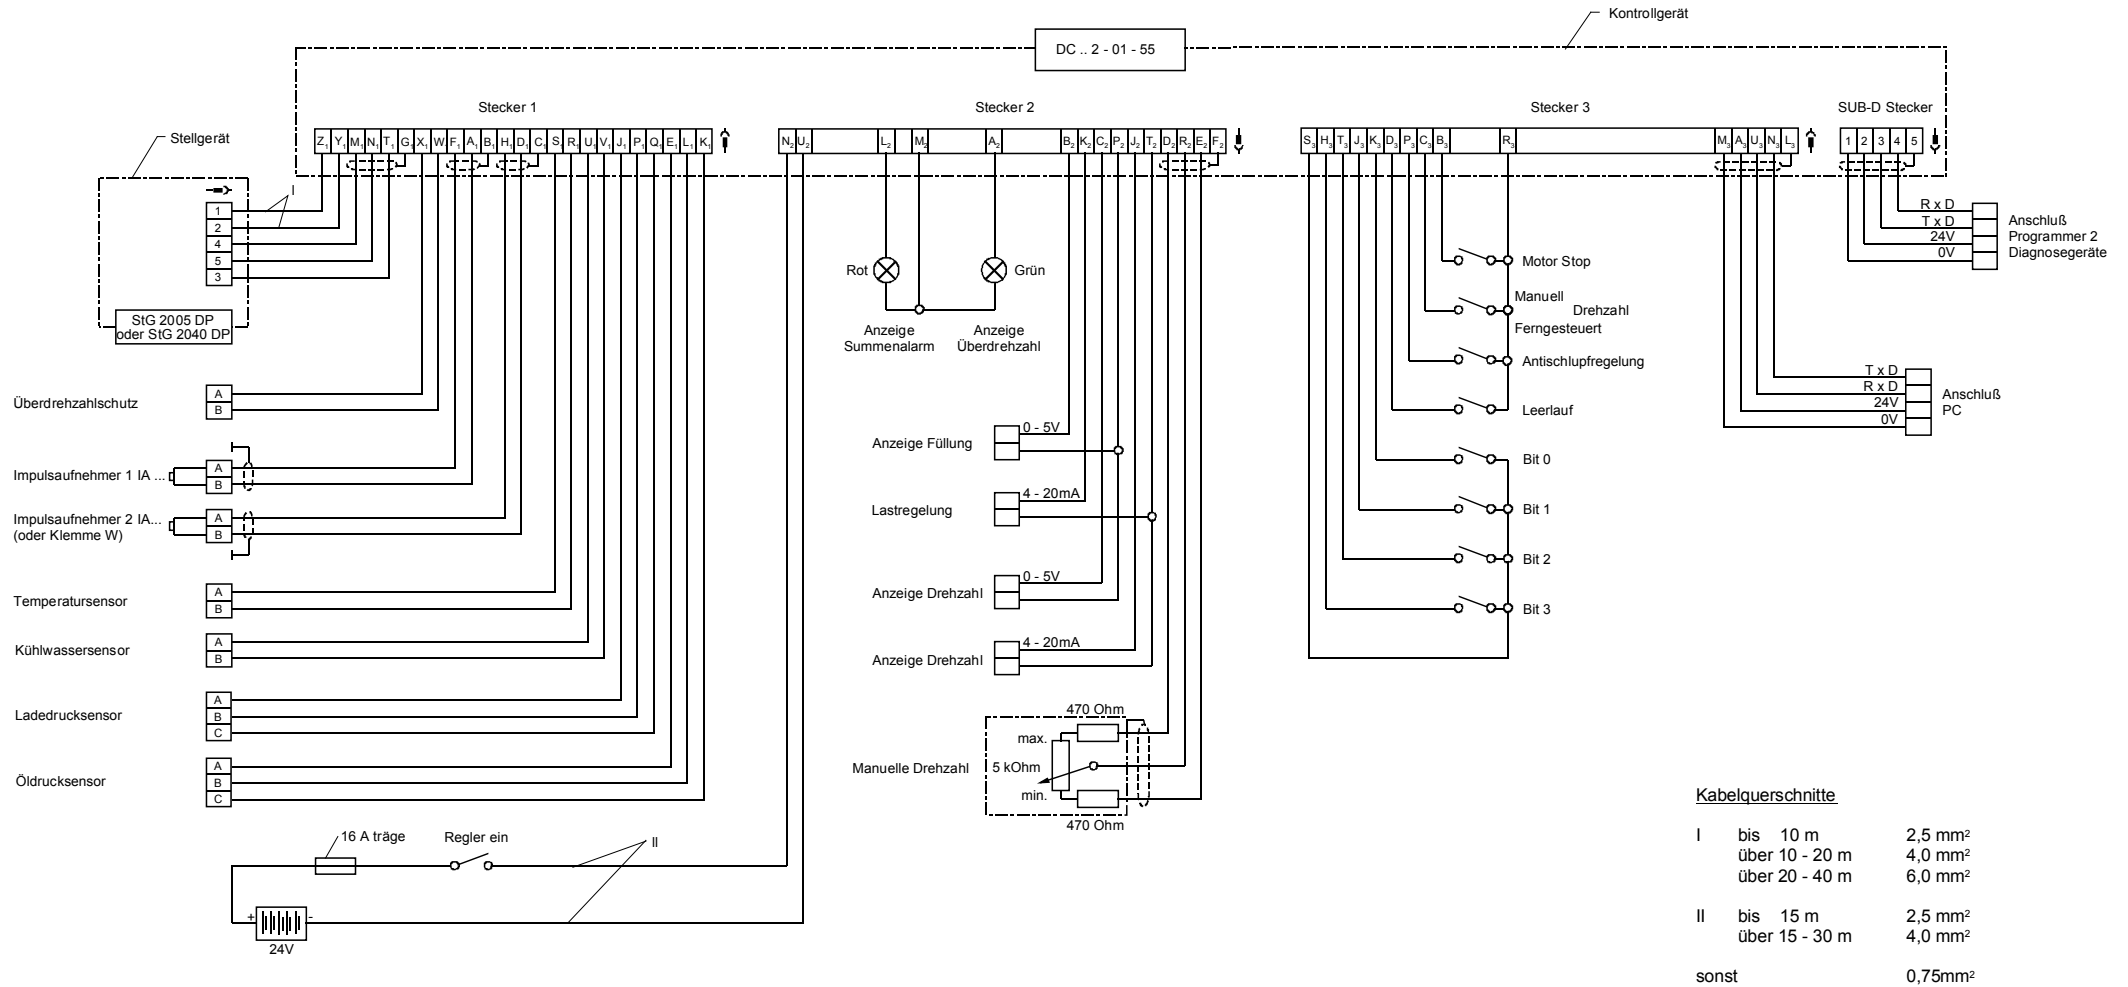 Kontrollgerät
DC .. 2 - 01 - 55
Stecker 1
Stecker 2
Stecker 3
SUB-D Stecker
Z₁ Y₁ M₁ N₁ T₁ G₁ X₁ W₁ F₁ A₁ B₁ H₁ D₁ C₁ S₁ R₁ U₁ V₁ J₁ P₁ Q₁ E₁ L₁ K₁
N₂ U₂ L₂ M₂ A₂ B₂ K₂ C₂ P₂ J₂ T₂ D₂ R₂ E₂ F₂
S₃ H₃ T₃ J₃ K₃ D₃ P₃ C₃ B₃ R₃ M₃ A₃ U₃ N₃ L₃
1 2 3 4 5
Stellgerät
I
1
2
4
5
3
StG 2005 DP
oder StG 2040 DP
Überdrehzahlschutz
A
B
Impulsaufnehmer 1 IA ...
A
B
Impulsaufnehmer 2 IA...
(oder Klemme W)
A
B
Temperatursensor
A
B
Kühlwassersensor
A
B
Ladedrucksensor
A
B
C
Öldrucksensor
A
B
C
16 A träge
Regler ein
II
+
-
24V
Rot
Grün
Anzeige
Summenalarm
Anzeige
Überdrehzahl
Anzeige Füllung
0 - 5V
Lastregelung
4 - 20mA
Anzeige Drehzahl
0 - 5V
Anzeige Drehzahl
4 - 20mA
Manuelle Drehzahl
470 Ohm
max.
5 kOhm
min.
470 Ohm
Motor Stop
Manuell
Drehzahl
Ferngesteuert
Antischlupfregelung
Leerlauf
Bit 0
Bit 1
Bit 2
Bit 3
R x D
T x D
24V
0V
Anschluß
Programmer 2
Diagnosegeräte
T x D
R x D
24V
0V
Anschluß
PC
Kabelquerschnitte
I bis 10 m 2,5 mm²
über 10 - 20 m 4,0 mm²
über 20 - 40 m 6,0 mm²
II bis 15 m 2,5 mm²
über 15 - 30 m 4,0 mm²
sonst 0,75mm²